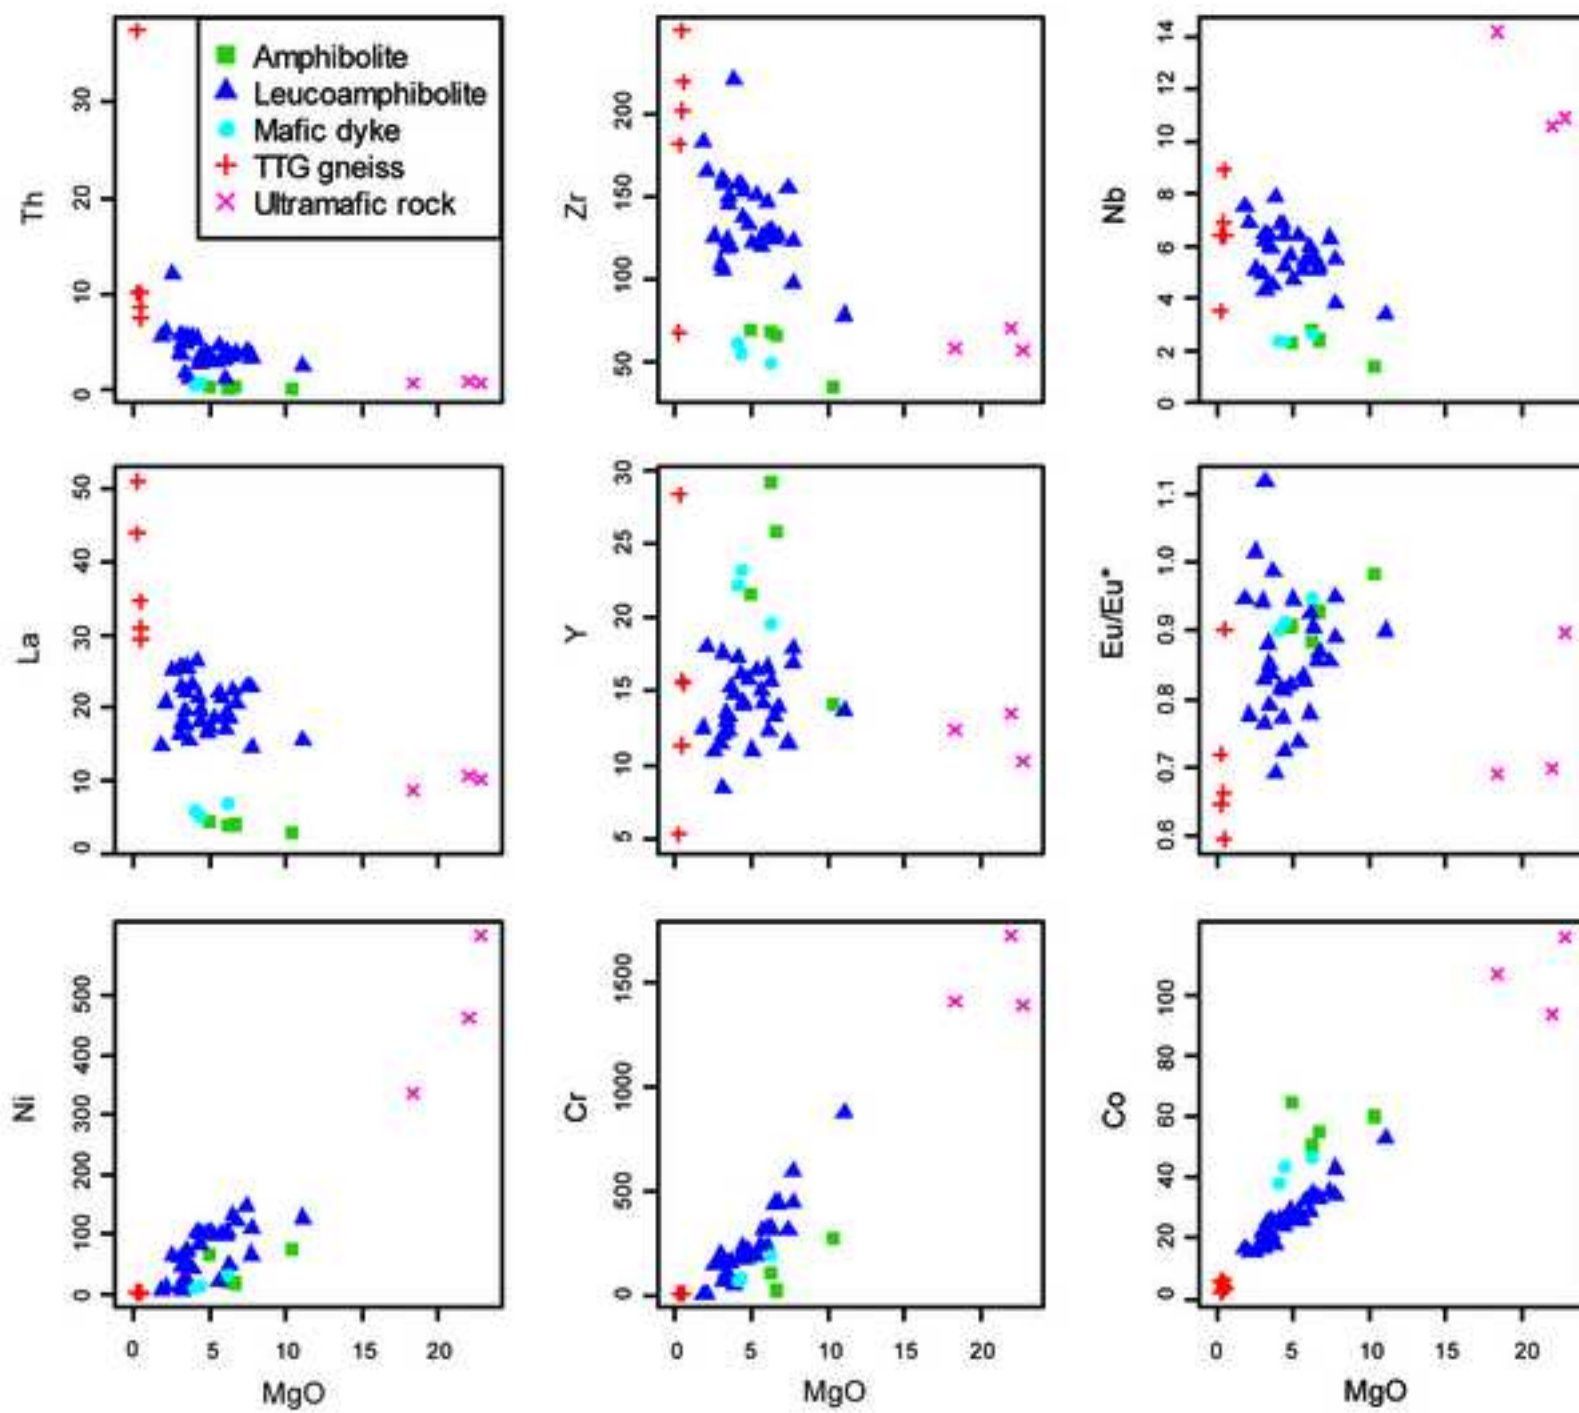 Th
30
20
10
0
Amphibolite
Leucoamphibolite
Mafic dyke
TTG gneiss
Ultramafic rock
Zr
200
150
100
50
Nb
14
12
10
8
6
4
2
0
La
50
40
30
20
10
0
Y
30
25
20
15
10
5
Eu/Eu*
1.1
1.0
0.9
0.8
0.7
0.6
Ni
500
400
300
200
100
0
Cr
1500
1000
500
0
Co
100
80
60
40
20
0
0 5 10 15 20
MgO
0 5 10 15 20
MgO
0 5 10 15 20
MgO